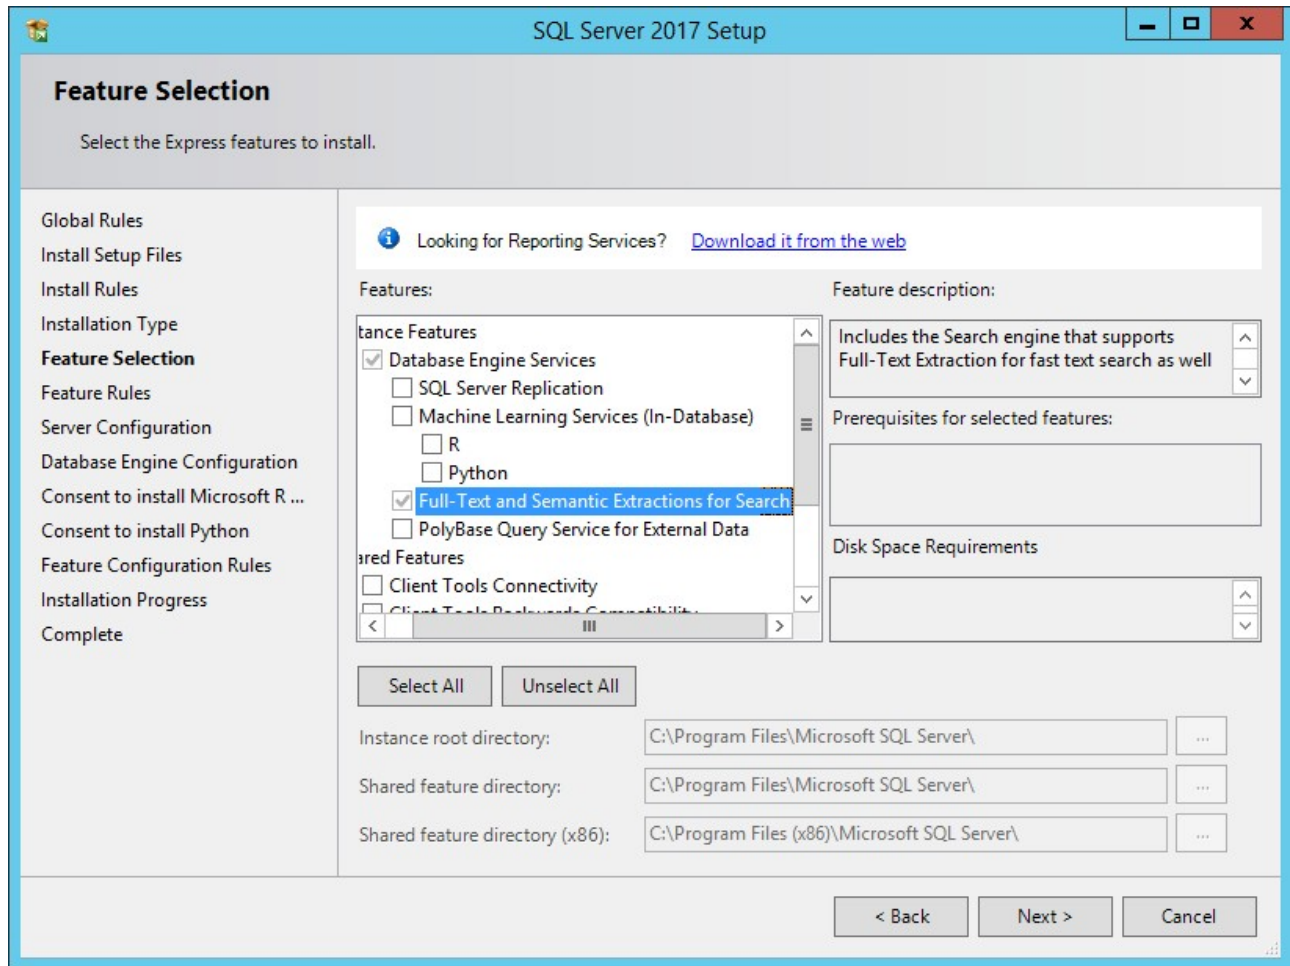 SQL Server 2017 Setup
Feature Selection
Select the Express features to install.
Global Rules
Install Setup Files
Install Rules
Installation Type
Feature Selection
Feature Rules
Server Configuration
Database Engine Configuration
Consent to install Microsoft R ...
Consent to install Python
Feature Configuration Rules
Installation Progress
Complete
Looking for Reporting Services? Download it from the web
Features:
tance Features
Database Engine Services
SQL Server Replication
Machine Learning Services (In-Database)
R
Python
Full-Text and Semantic Extractions for Search
PolyBase Query Service for External Data
ared Features
Client Tools Connectivity
Client Tools Backwards Compatibility
Feature description:
Includes the Search engine that supports
Full-Text Extraction for fast text search as well
Prerequisites for selected features:
Disk Space Requirements
Select All
Unselect All
Instance root directory: C:\Program Files\Microsoft SQL Server\ ...
Shared feature directory: C:\Program Files\Microsoft SQL Server\ ...
Shared feature directory (x86): C:\Program Files (x86)\Microsoft SQL Server\ ...
< Back
Next >
Cancel